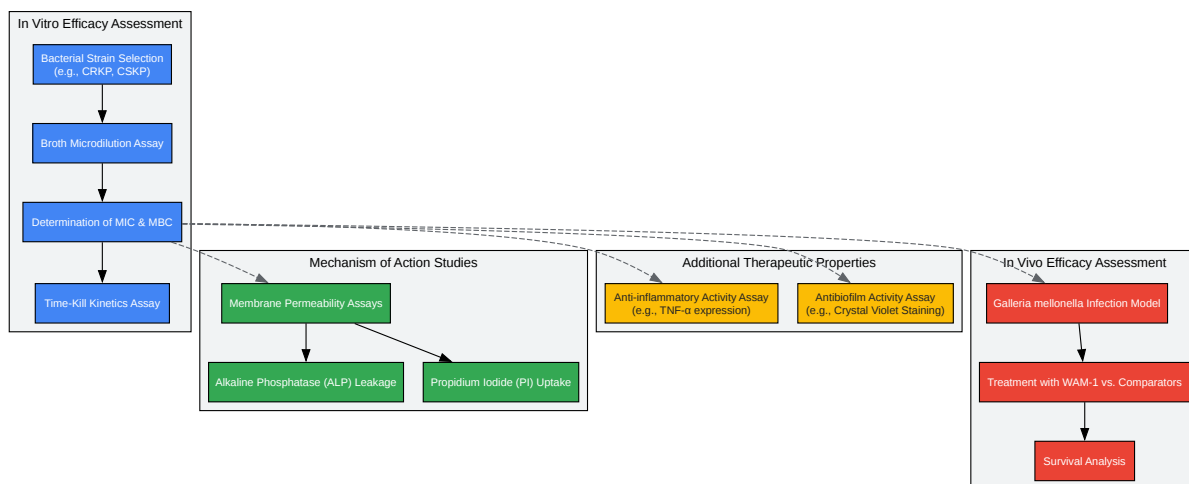 In Vitro Efficacy Assessment
Bacterial Strain Selection
(e.g., CRKP, CSKP)
Broth Microdilution Assay
Determination of MIC & MBC
Time-Kill Kinetics Assay
Mechanism of Action Studies
Membrane Permeability Assays
Alkaline Phosphatase (ALP) Leakage
Propidium Iodide (PI) Uptake
Additional Therapeutic Properties
Anti-inflammatory Activity Assay
(e.g., TNF-α expression)
Antibiofilm Activity Assay
(e.g., Crystal Violet Staining)
In Vivo Efficacy Assessment
Galleria mellonella Infection Model
Treatment with WAM-1 vs. Comparators
Survival Analysis